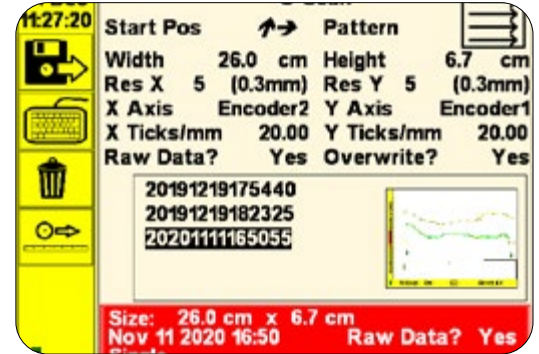 11:27:20
Start Pos Pattern
Width 26.0 cm Height 6.7 cm
Res X 5 (0.3mm) Res Y 5 (0.3mm)
X Axis Encoder2 Y Axis Encoder1
X Ticks/mm 20.00 Y Ticks/mm 20.00
Raw Data? Yes Overwrite? Yes
20191219175440
20191219182325
20201111165055
Size: 26.0 cm x 6.7 cm
Nov 11 2020 16:50 Raw Data? Yes